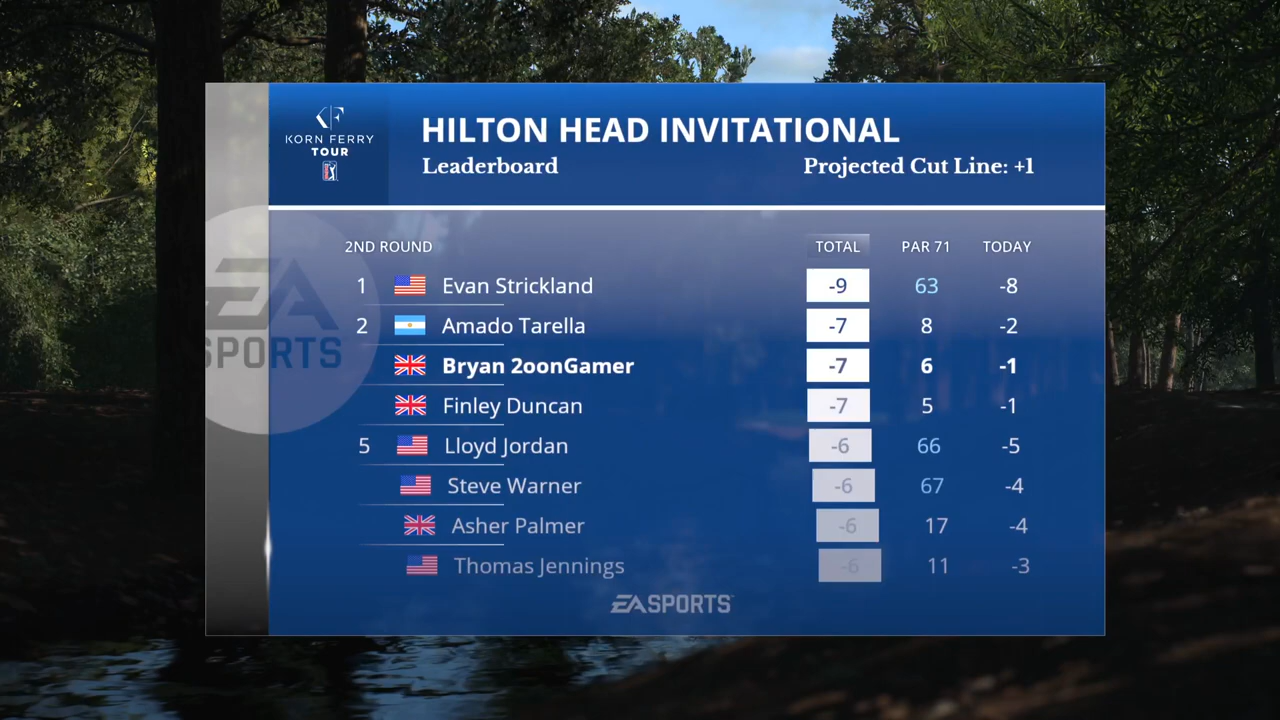 KORN FERRY
TOUR
HILTON HEAD INVITATIONAL
Leaderboard Projected Cut Line: +1
2ND ROUND TOTAL PAR 71 TODAY
1 Evan Strickland -9 63 -8
2 Amado Tarella -7 8 -2
Bryan 2oonGamer -7 6 -1
Finley Duncan -7 5 -1
5 Lloyd Jordan -6 66 -5
Steve Warner -6 67 -4
Asher Palmer -6 17 -4
Thomas Jennings -6 11 -3
EA SPORTS
EA SPORTS